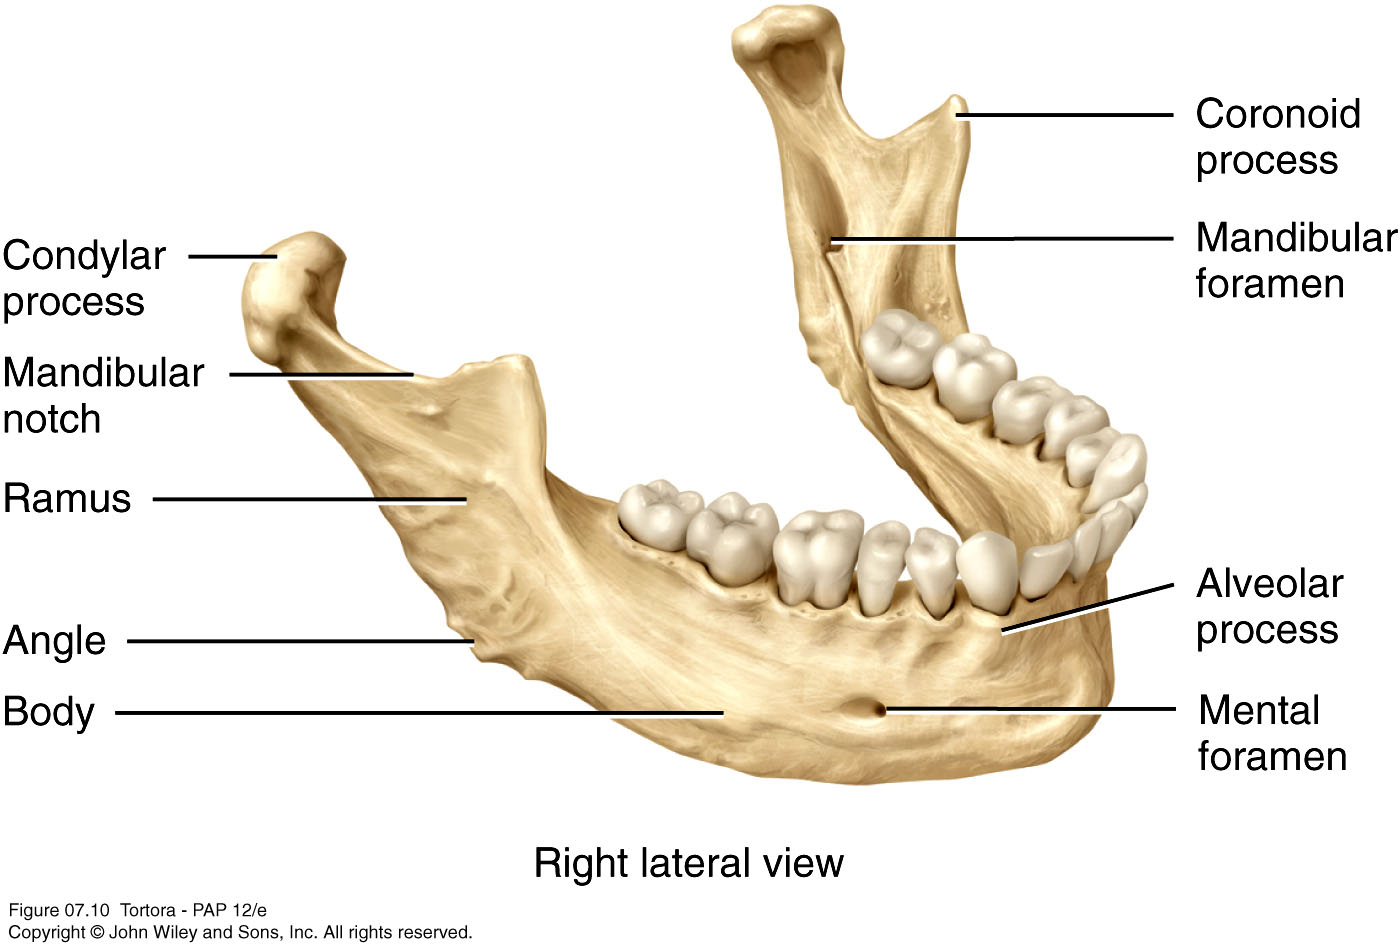 Condylar
process
Mandibular
notch
Ramus
Angle
Body
Coronoid
process
Mandibular
foramen
Alveolar
process
Mental
foramen
Right lateral view
Figure 07.10 Tortora - PAP 12/e
Copyright © John Wiley and Sons, Inc. All rights reserved.